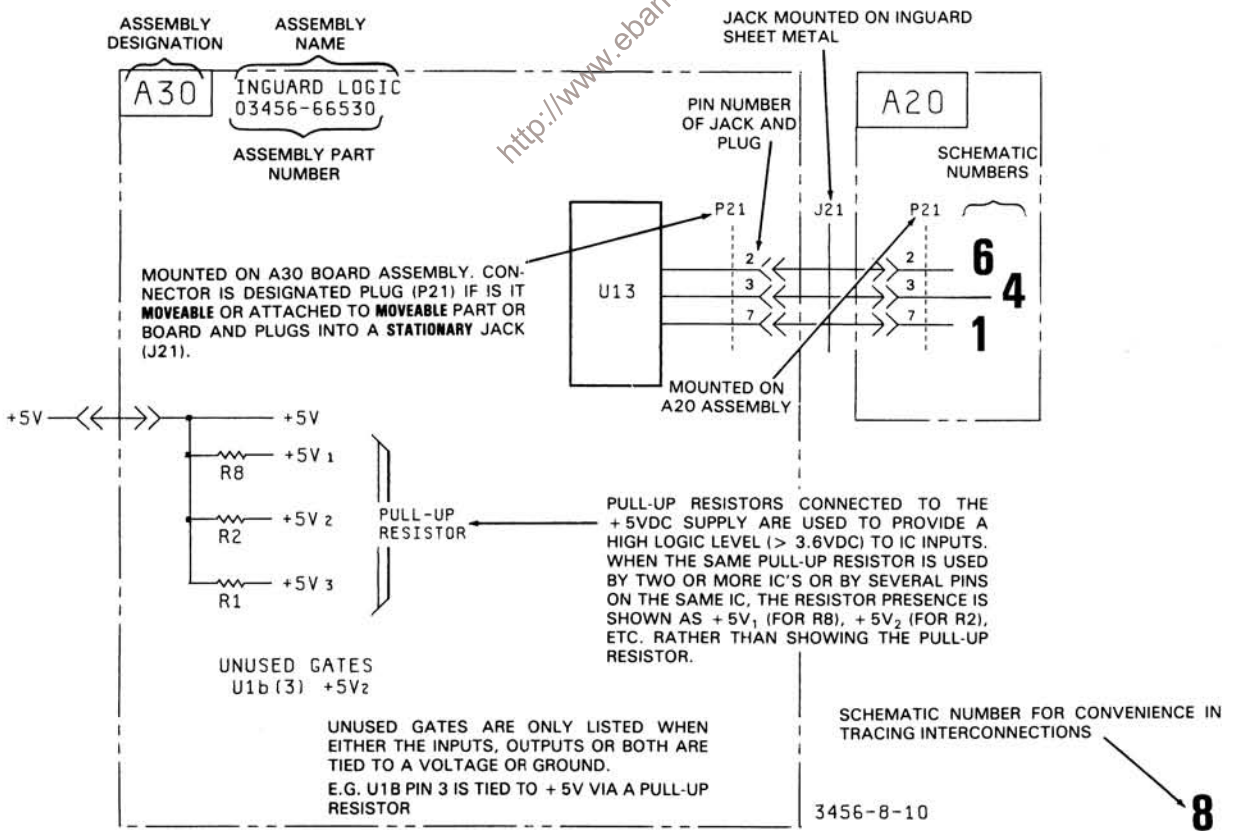 ASSEMBLY
DESIGNATION
ASSEMBLY
NAME
JACK MOUNTED ON INGUARD
SHEET METAL
http://www.eban
A30
INGUARD LOGIC
03456-66530
ASSEMBLY PART
NUMBER
PIN NUMBER
OF JACK AND
PLUG
A20
SCHEMATIC
NUMBERS
P21
J21
P21
MOUNTED ON A30 BOARD ASSEMBLY. CON-
NECTOR IS DESIGNATED PLUG (P21) IF IS IT
MOVEABLE OR ATTACHED TO MOVEABLE PART OR
BOARD AND PLUGS INTO A STATIONARY JACK
(J21).
U13
2 2 6
3 3 4
7 7 1
MOUNTED ON
A20 ASSEMBLY
+5V +5V
R8 +5V1
R2 +5V2
R1 +5V3
PULL-UP
RESISTOR
PULL-UP RESISTORS CONNECTED TO THE
+5VDC SUPPLY ARE USED TO PROVIDE A
HIGH LOGIC LEVEL (> 3.6VDC) TO IC INPUTS.
WHEN THE SAME PULL-UP RESISTOR IS USED
BY TWO OR MORE IC'S OR BY SEVERAL PINS
ON THE SAME IC, THE RESISTOR PRESENCE IS
SHOWN AS +5V1 (FOR R8), +5V2 (FOR R2),
ETC. RATHER THAN SHOWING THE PULL-UP
RESISTOR.
UNUSED GATES
U1b(3) +5V2
UNUSED GATES ARE ONLY LISTED WHEN
EITHER THE INPUTS, OUTPUTS OR BOTH ARE
TIED TO A VOLTAGE OR GROUND.
E.G. U1B PIN 3 IS TIED TO +5V VIA A PULL-UP
RESISTOR
SCHEMATIC NUMBER FOR CONVENIENCE IN
TRACING INTERCONNECTIONS
3456-8-10
8